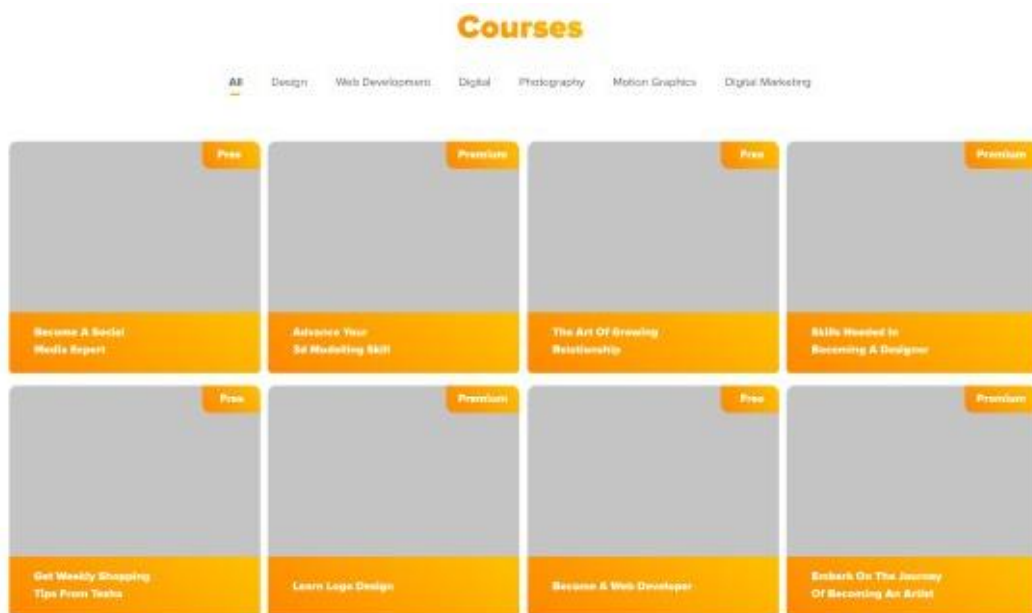 Courses
All Design Web Development Digital Photography Motion Graphics Digital Marketing
Free Premium Free Premium
Become A Social
Media Expert
Advance Your
3d Modelling Skill
The Art Of Growing
Relationship
Skills Needed In
Becoming A Designer
Free Premium Free Premium
Get Weekly Shopping
Tips From
Learn Logo Design
Become A Web Developer
Embark On The Journey
Of Becoming An Artist